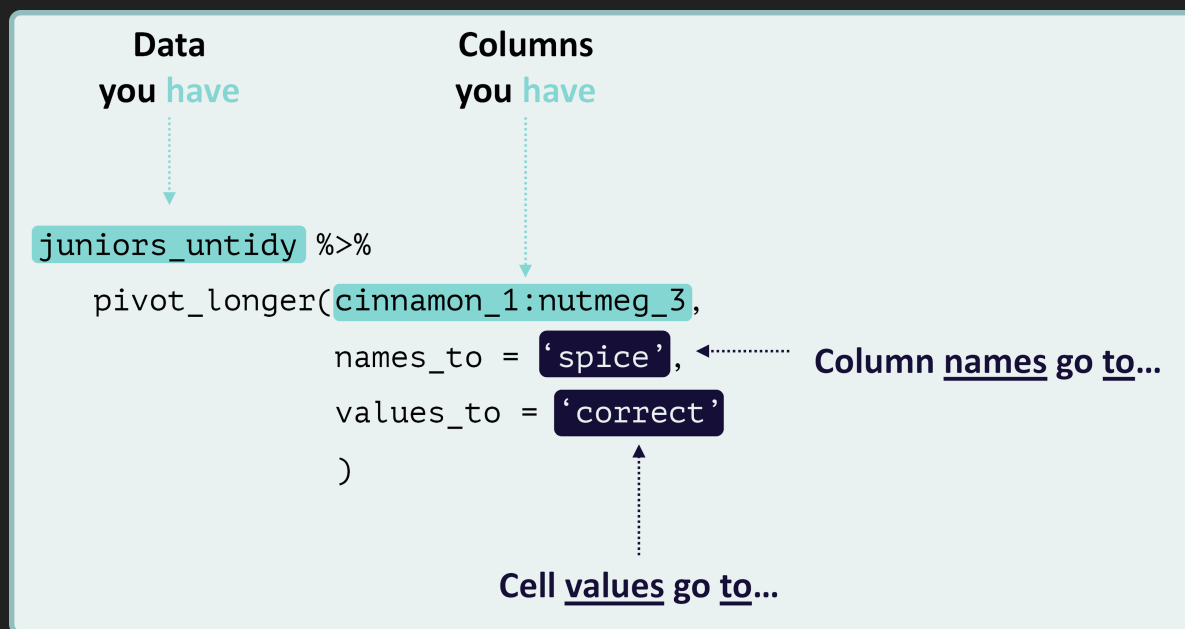 Data
you have
Columns
you have
juniors_untidy %>%
pivot_longer(cinnamon_1:nutmeg_3,
names_to = ‘spice’,
Column names go to…
values_to = ‘correct’
)
Cell values go to…